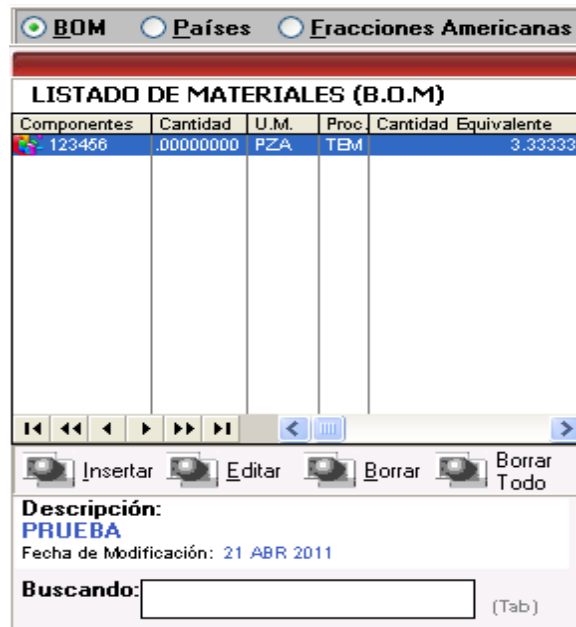 BOM Países Fracciones Americanas
LISTADO DE MATERIALES (B.O.M)
Componentes Cantidad U.M. Proc. Cantidad Equivalente
123456 .00000000 PZA TEM 3.33333
Insertar Editar Borrar Borrar Todo
Descripción:
PRUEBA
Fecha de Modificación: 21 ABR 2011
Buscando: (Tab)